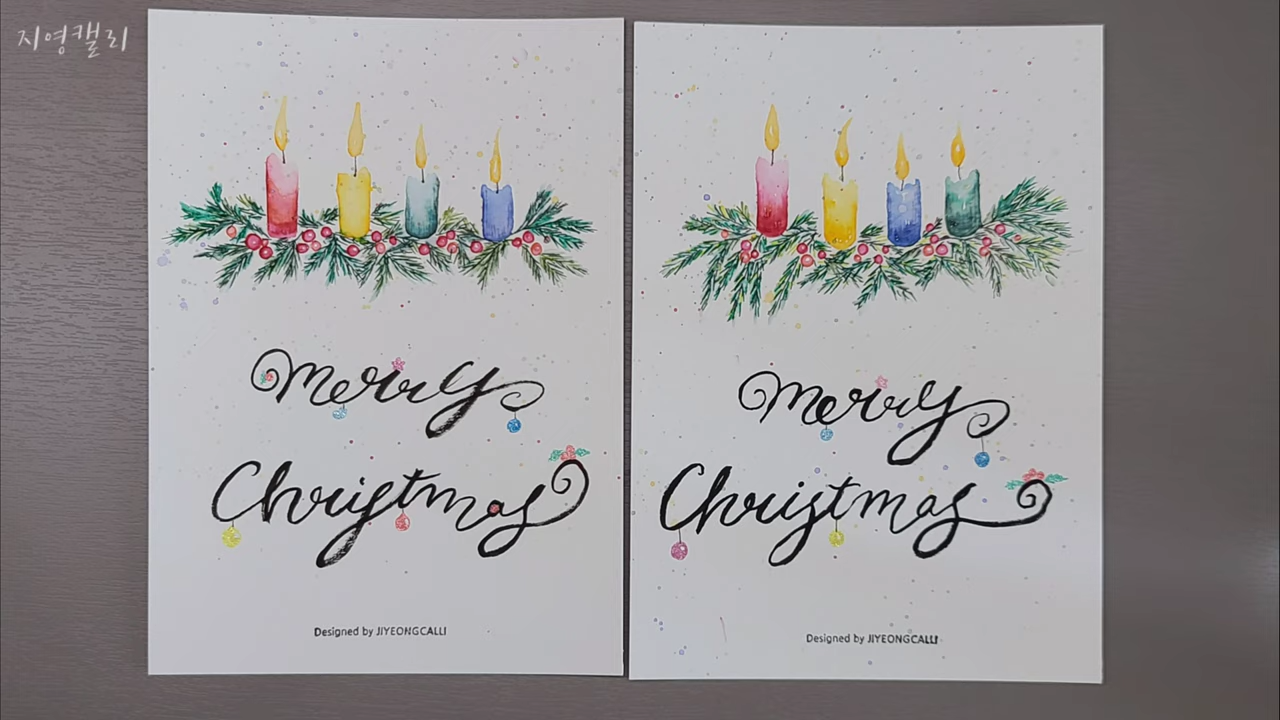 지영캘리
Merry
Christmas
Designed by JIYEONGCALLI
Merry
Christmas
Designed by JIYEONGCALLI